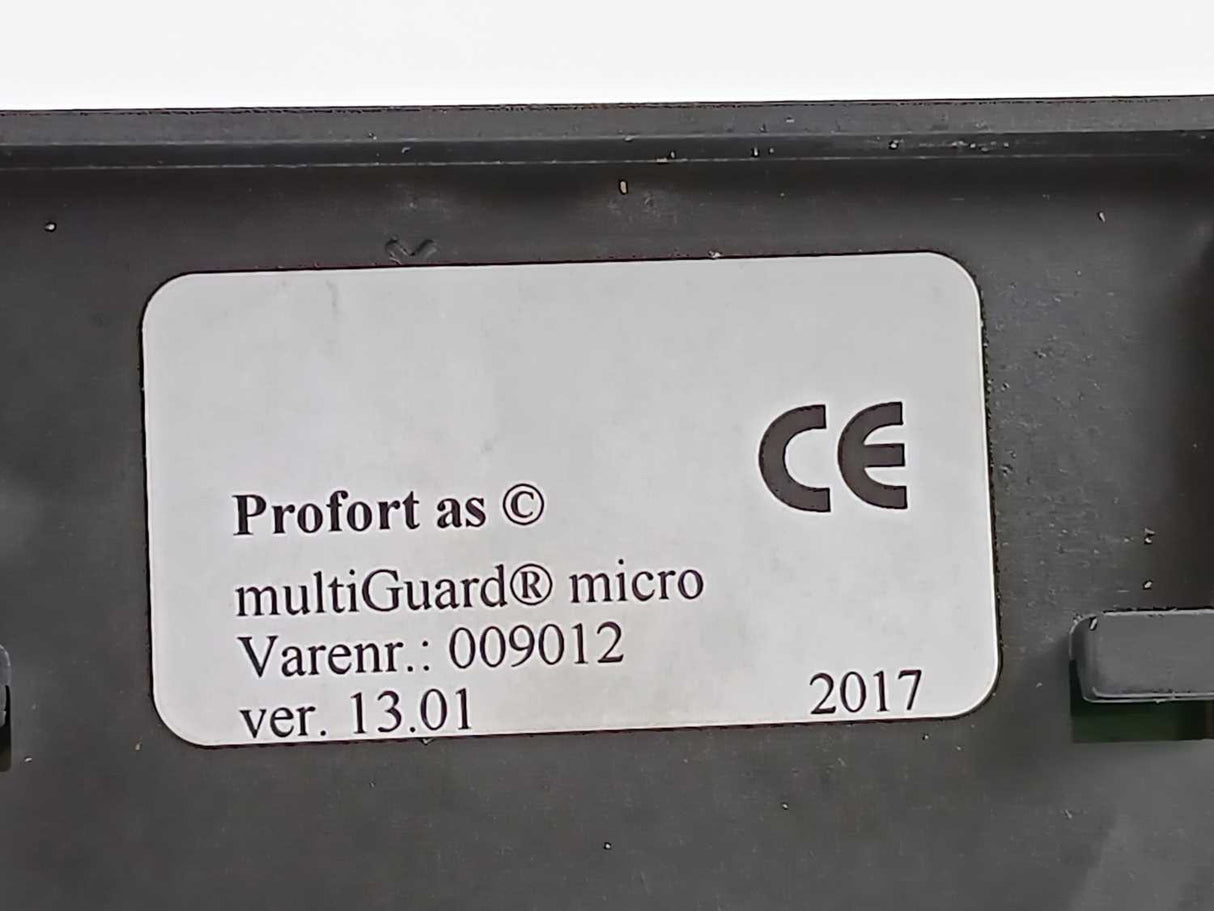 CE
Profort as ©
multiGuard® micro
Varenr.: 009012
ver. 13.01 2017